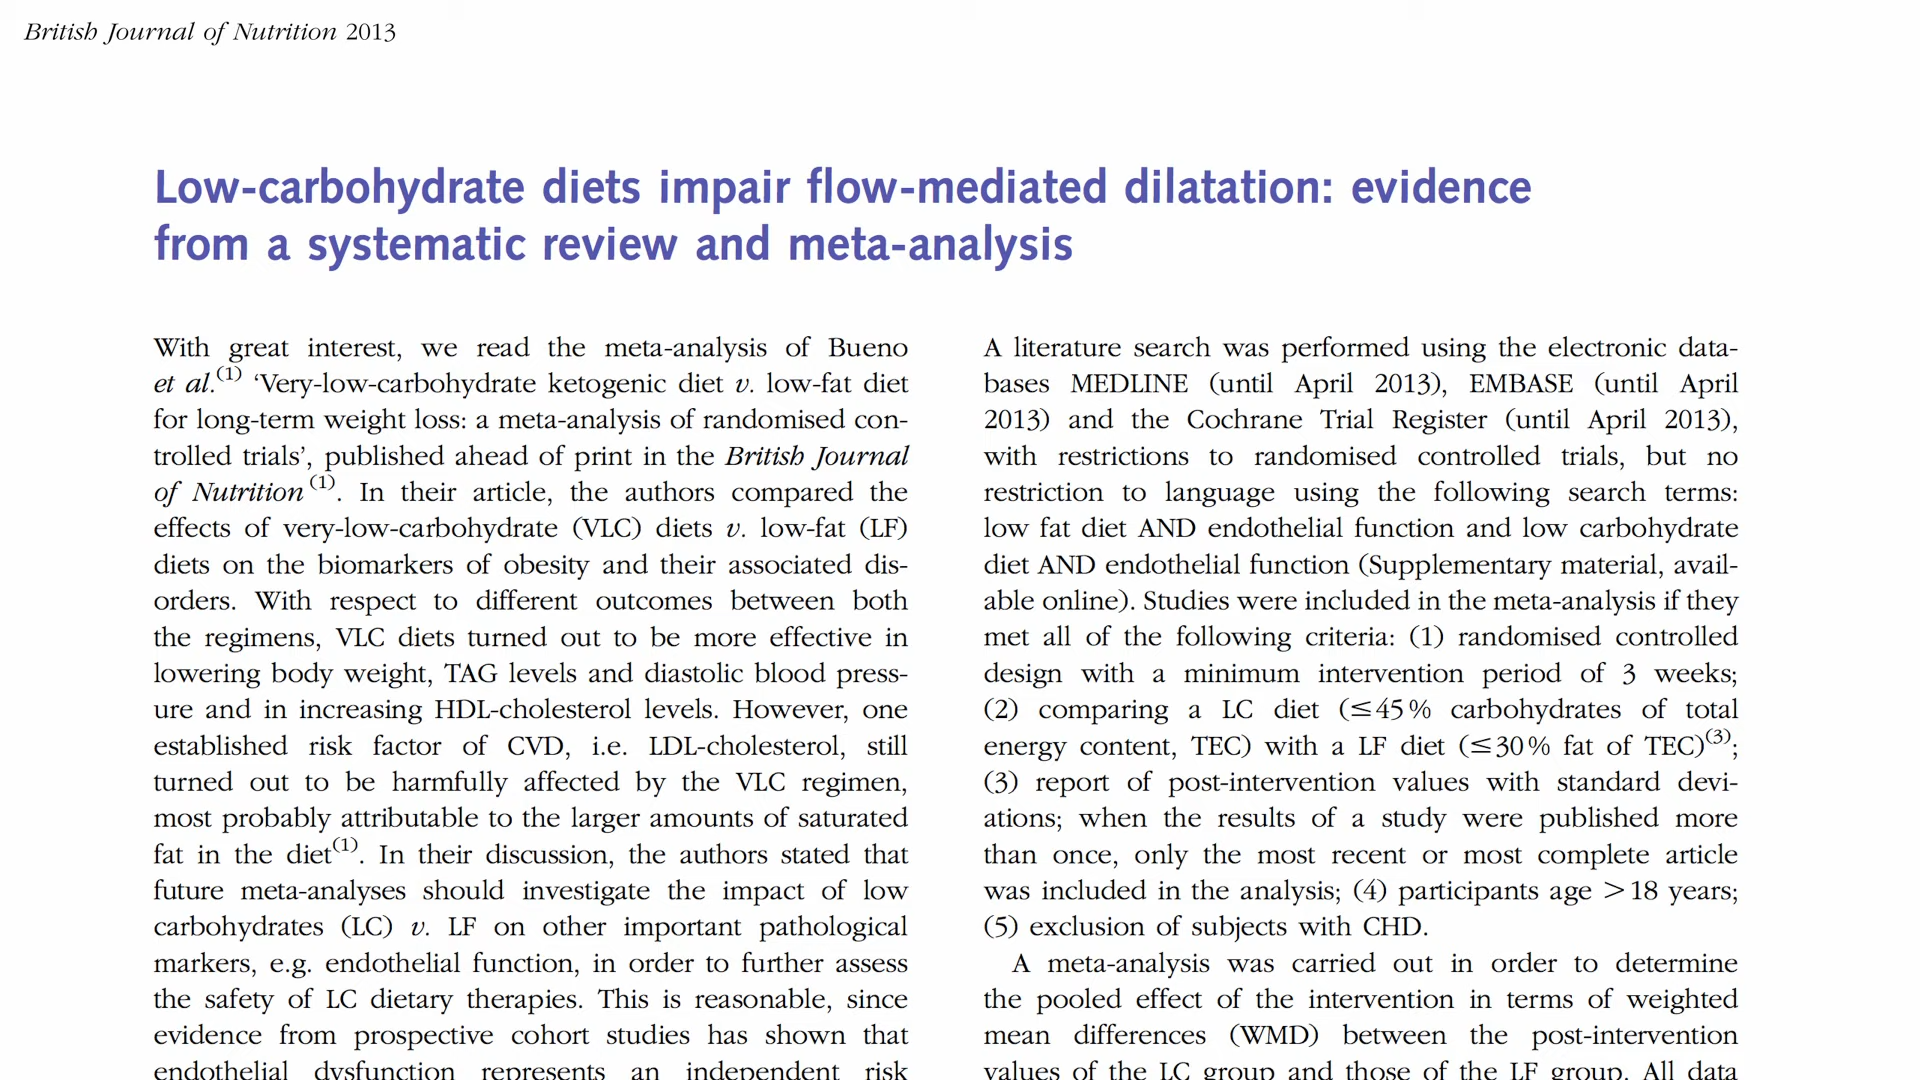 British Journal of Nutrition 2013
Low-carbohydrate diets impair flow-mediated dilatation: evidence
from a systematic review and meta-analysis
With great interest, we read the meta-analysis of Bueno
et al.(1) ‘Very-low-carbohydrate ketogenic diet v. low-fat diet
for long-term weight loss: a meta-analysis of randomised con-
trolled trials’, published ahead of print in the British Journal
of Nutrition(1). In their article, the authors compared the
effects of very-low-carbohydrate (VLC) diets v. low-fat (LF)
diets on the biomarkers of obesity and their associated dis-
orders. With respect to different outcomes between both
the regimens, VLC diets turned out to be more effective in
lowering body weight, TAG levels and diastolic blood press-
ure and in increasing HDL-cholesterol levels. However, one
established risk factor of CVD, i.e. LDL-cholesterol, still
turned out to be harmfully affected by the VLC regimen,
most probably attributable to the larger amounts of saturated
fat in the diet(1). In their discussion, the authors stated that
future meta-analyses should investigate the impact of low
carbohydrates (LC) v. LF on other important pathological
markers, e.g. endothelial function, in order to further assess
the safety of LC dietary therapies. This is reasonable, since
evidence from prospective cohort studies has shown that
endothelial dysfunction represents an independent risk
A literature search was performed using the electronic data-
bases MEDLINE (until April 2013), EMBASE (until April
2013) and the Cochrane Trial Register (until April 2013),
with restrictions to randomised controlled trials, but no
restriction to language using the following search terms:
low fat diet AND endothelial function and low carbohydrate
diet AND endothelial function (Supplementary material, avail-
able online). Studies were included in the meta-analysis if they
met all of the following criteria: (1) randomised controlled
design with a minimum intervention period of 3 weeks;
(2) comparing a LC diet (≤45 % carbohydrates of total
energy content, TEC) with a LF diet (≤30 % fat of TEC)(3);
(3) report of post-intervention values with standard devi-
ations; when the results of a study were published more
than once, only the most recent or most complete article
was included in the analysis; (4) participants age >18 years;
(5) exclusion of subjects with CHD.
A meta-analysis was carried out in order to determine
the pooled effect of the intervention in terms of weighted
mean differences (WMD) between the post-intervention
values of the LC group and those of the LF group. All data